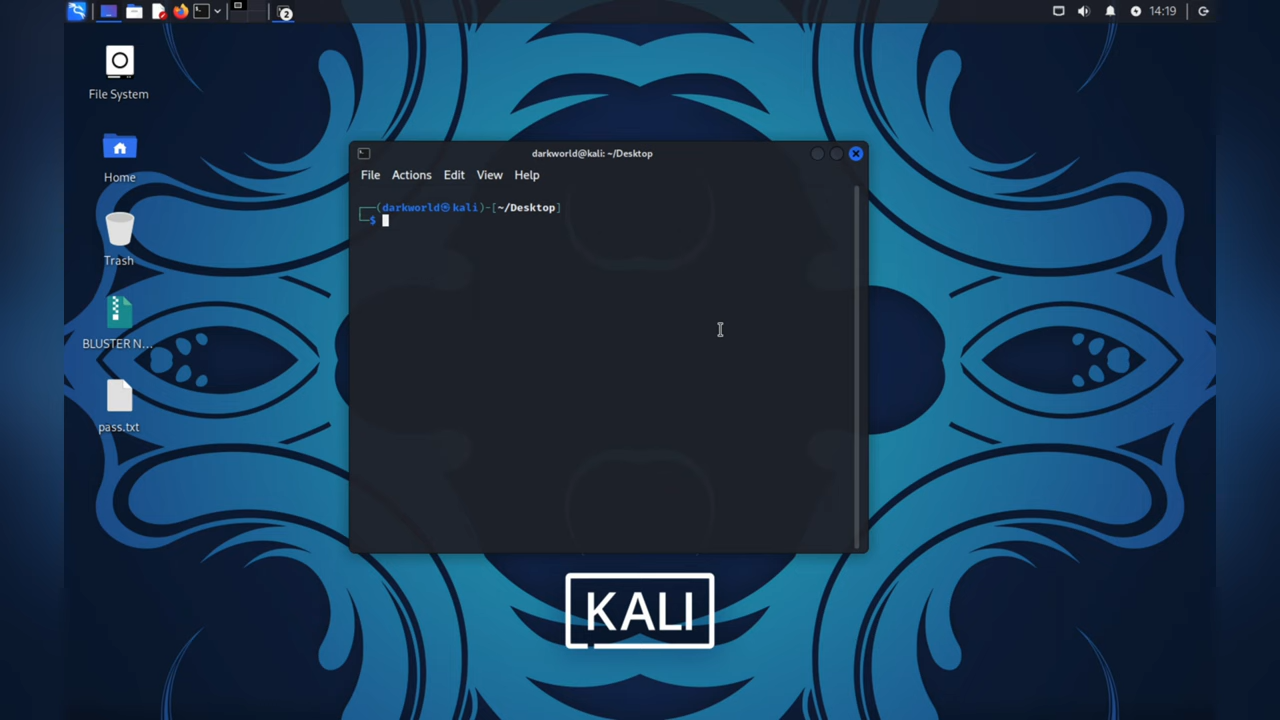 2
14:19
File System
Home
Trash
BLUSTER N...
pass.txt
darkworld@kali: ~/Desktop
File Actions Edit View Help
(darkworld㉿kali)-[~/Desktop]
$
KALI